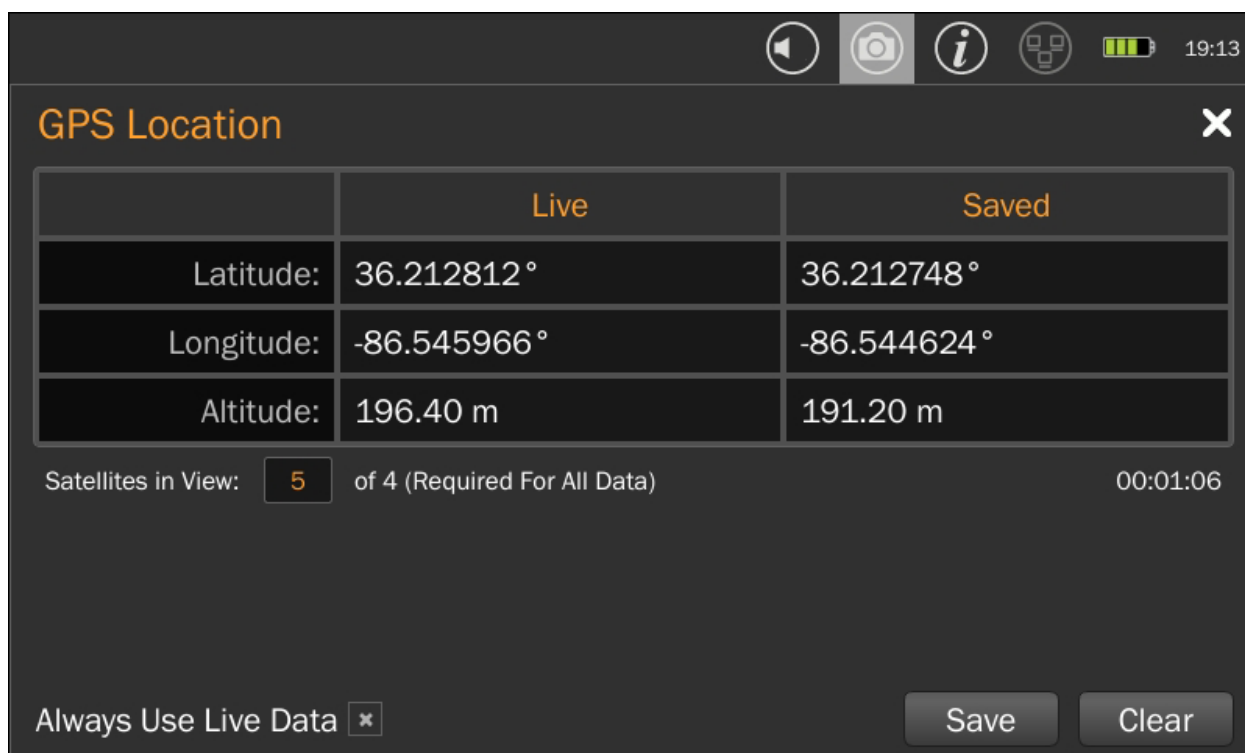 19:13
GPS Location
Live Saved
Latitude: 36.212812° 36.212748°
Longitude: -86.545966° -86.544624°
Altitude: 196.40 m 191.20 m
Satellites in View: 5 of 4 (Required For All Data) 00:01:06
Always Use Live Data Save Clear